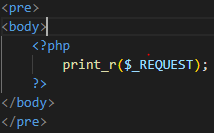 <pre>
<body>
    <?php
        print_r($_REQUEST);
    ?>
</body>
</pre>